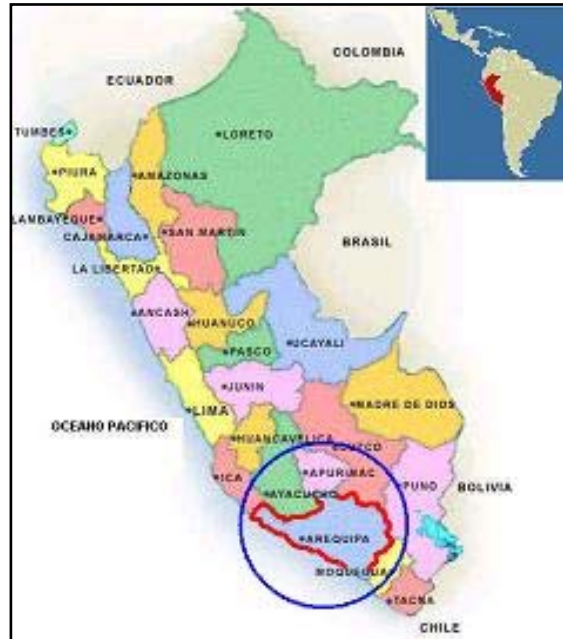 COLOMBIA
ECUADOR
TUMBES
LORETO
PIURA
AMAZONAS
LAMBAYEQUE
CAJAMARCA
SAN MARTIN
BRASIL
LA LIBERTAD
ANCASH
HUANUCO
UCAYALI
PASCO
JUNIN
LIMA
MADRE DE DIOS
OCEANO PACIFICO
HUANCAVELICA
CUZCO
ICA
APURIMAC
PUNO
BOLIVIA
AYACUCHO
AREQUIPA
MOQUEGUA
TACNA
CHILE